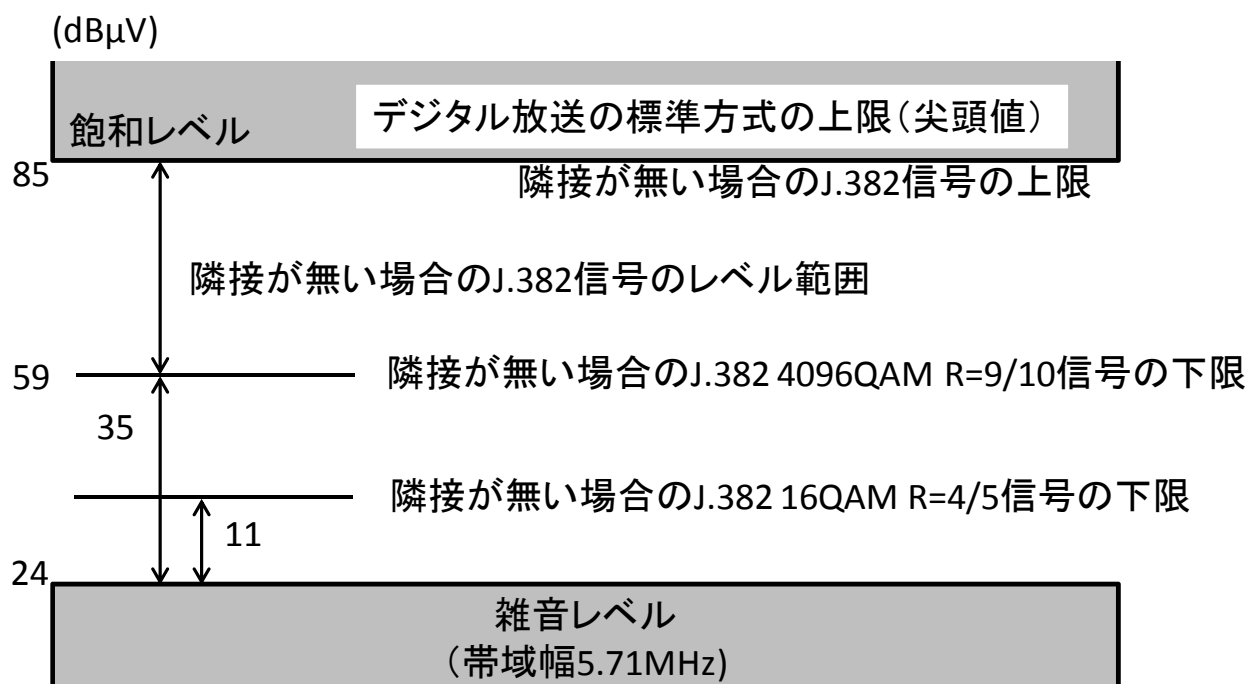 (dBµV)
飽和レベル
デジタル放送の標準方式の上限(尖頭値)
85
隣接が無い場合のJ.382信号の上限
隣接が無い場合のJ.382信号のレベル範囲
59
隣接が無い場合のJ.382 4096QAM R=9/10信号の下限
35
隣接が無い場合のJ.382 16QAM R=4/5信号の下限
11
24
雑音レベル
(帯域幅5.71MHz)